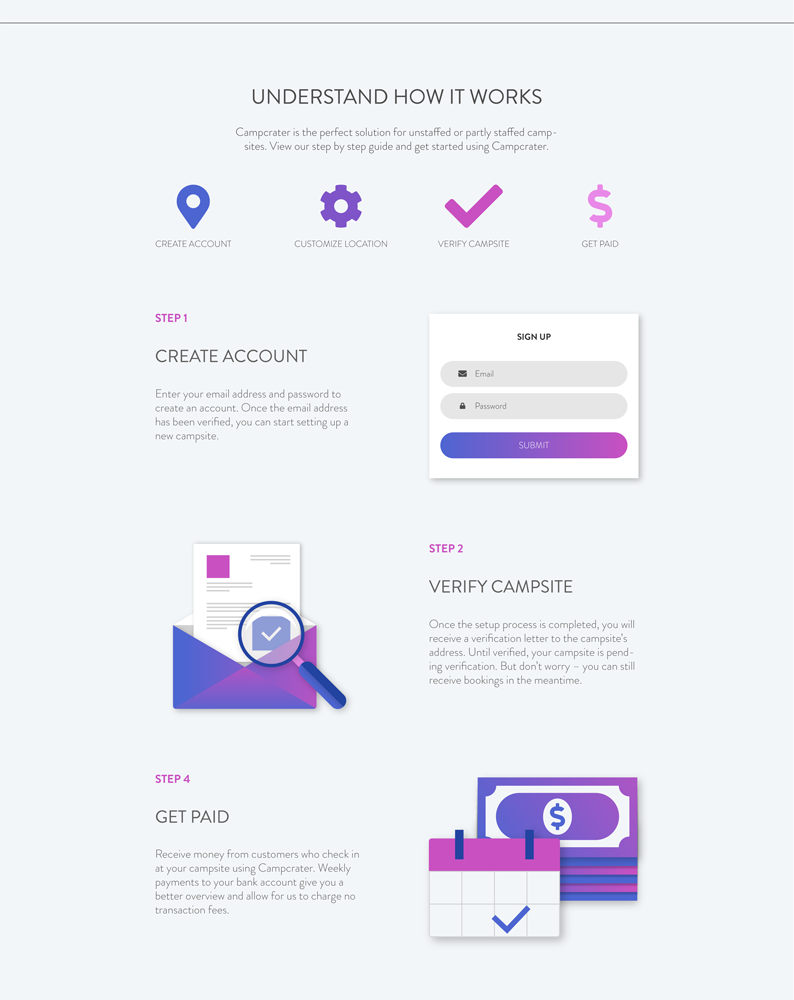 UNDERSTAND HOW IT WORKS
Campcrater is the perfect solution for unstaffed or partly staffed camp-
sites. View our step by step guide and get started using Campcrater.
CREATE ACCOUNT
CUSTOMIZE LOCATION
VERIFY CAMPSITE
$
GET PAID
STEP 1
CREATE ACCOUNT
Enter your email address and password to
create an account. Once the email address
has been verified, you can start setting up a
new campsite.
SIGN UP
Email
Password
SUBMIT
STEP 2
VERIFY CAMPSITE
Once the setup process is completed, you will
receive a verification letter to the campsite's
address. Until verified, your campsite is pend-
ing verification. But don't worry – you can still
receive bookings in the meantime.
STEP 4
GET PAID
Receive money from customers who check in
at your campsite using Campcrater. Weekly
payments to your bank account give you a
better overview and allow for us to charge no
transaction fees.
$